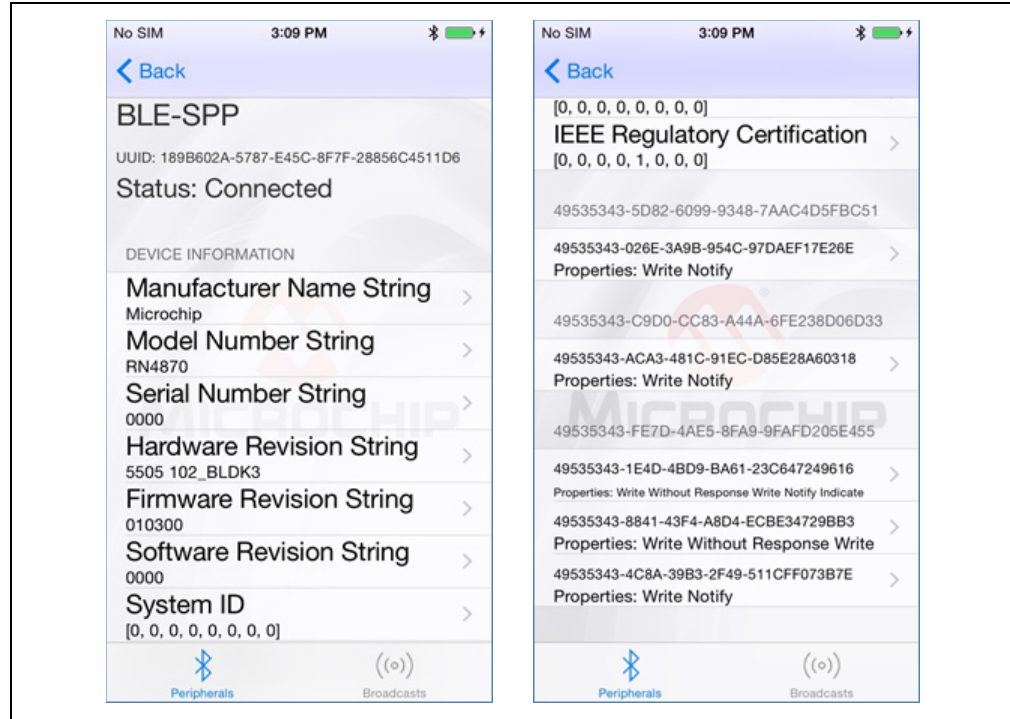 No SIM 3:09 PM
Back
BLE-SPP
UUID: 189B602A-5787-E45C-8F7F-28856C4511D6
Status: Connected
DEVICE INFORMATION
Manufacturer Name String
Microchip
Model Number String
RN4870
Serial Number String
0000
Hardware Revision String
5505 102_BLDK3
Firmware Revision String
010300
Software Revision String
0000
System ID
[0, 0, 0, 0, 0, 0, 0, 0]
MICROCHIP
Peripherals Broadcasts
No SIM 3:09 PM
Back
[0, 0, 0, 0, 0, 0, 0, 0]
IEEE Regulatory Certification
[0, 0, 0, 0, 1, 0, 0, 0]
49535343-5D82-6099-9348-7AAC4D5FBC51
49535343-026E-3A9B-954C-97DAEF17E26E
Properties: Write Notify
49535343-C9D0-CC83-A44A-6FE238D06D33
49535343-ACA3-481C-91EC-D85E28A60318
Properties: Write Notify
MICROCHIP
49535343-FE7D-4AE5-8FA9-9FAFD205E455
49535343-1E4D-4BD9-BA61-23C647249616
Properties: Write Without Response Write Notify Indicate
49535343-8841-43F4-A8D4-ECBE34729BB3
Properties: Write Without Response Write
49535343-4C8A-39B3-2F49-511CFF073B7E
Properties: Write Notify
Peripherals Broadcasts